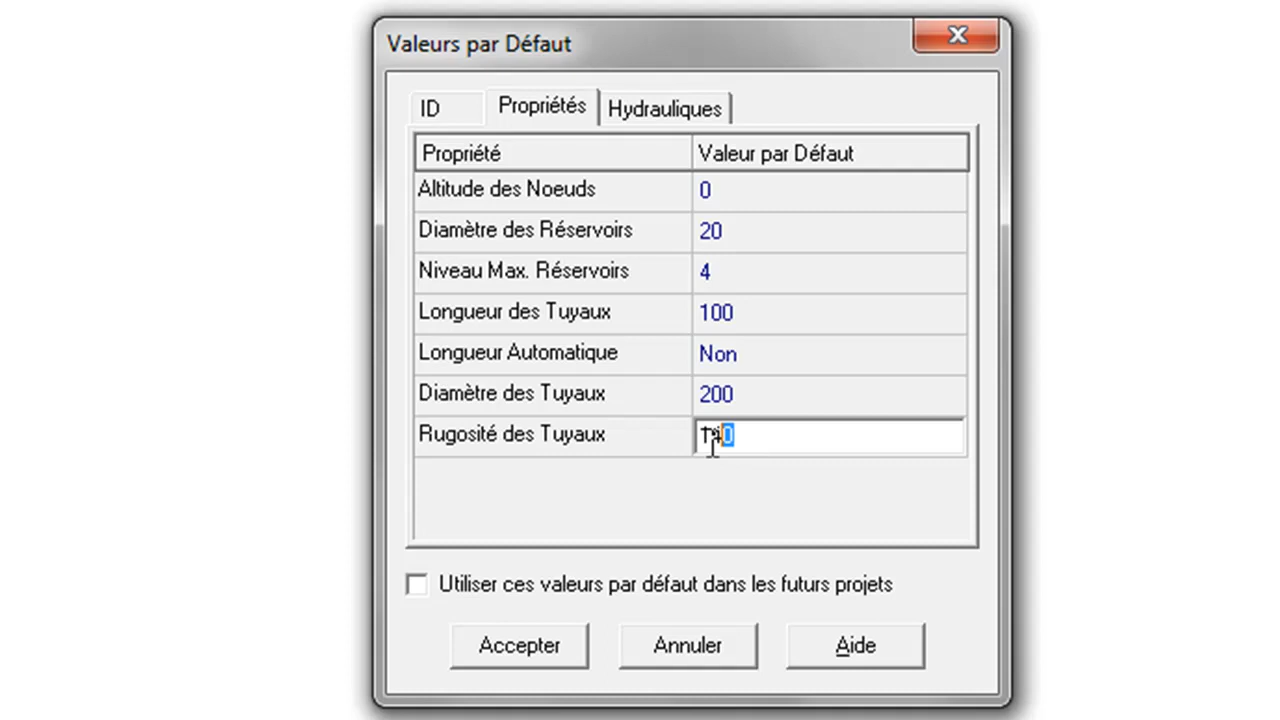 Valeurs par Défaut
ID Propriétés Hydrauliques
Propriété Valeur par Défaut
Altitude des Noeuds 0
Diamètre des Réservoirs 20
Niveau Max. Réservoirs 4
Longueur des Tuyaux 100
Longueur Automatique Non
Diamètre des Tuyaux 200
Rugosité des Tuyaux
Utiliser ces valeurs par défaut dans les futurs projets
Accepter Annuler Aide